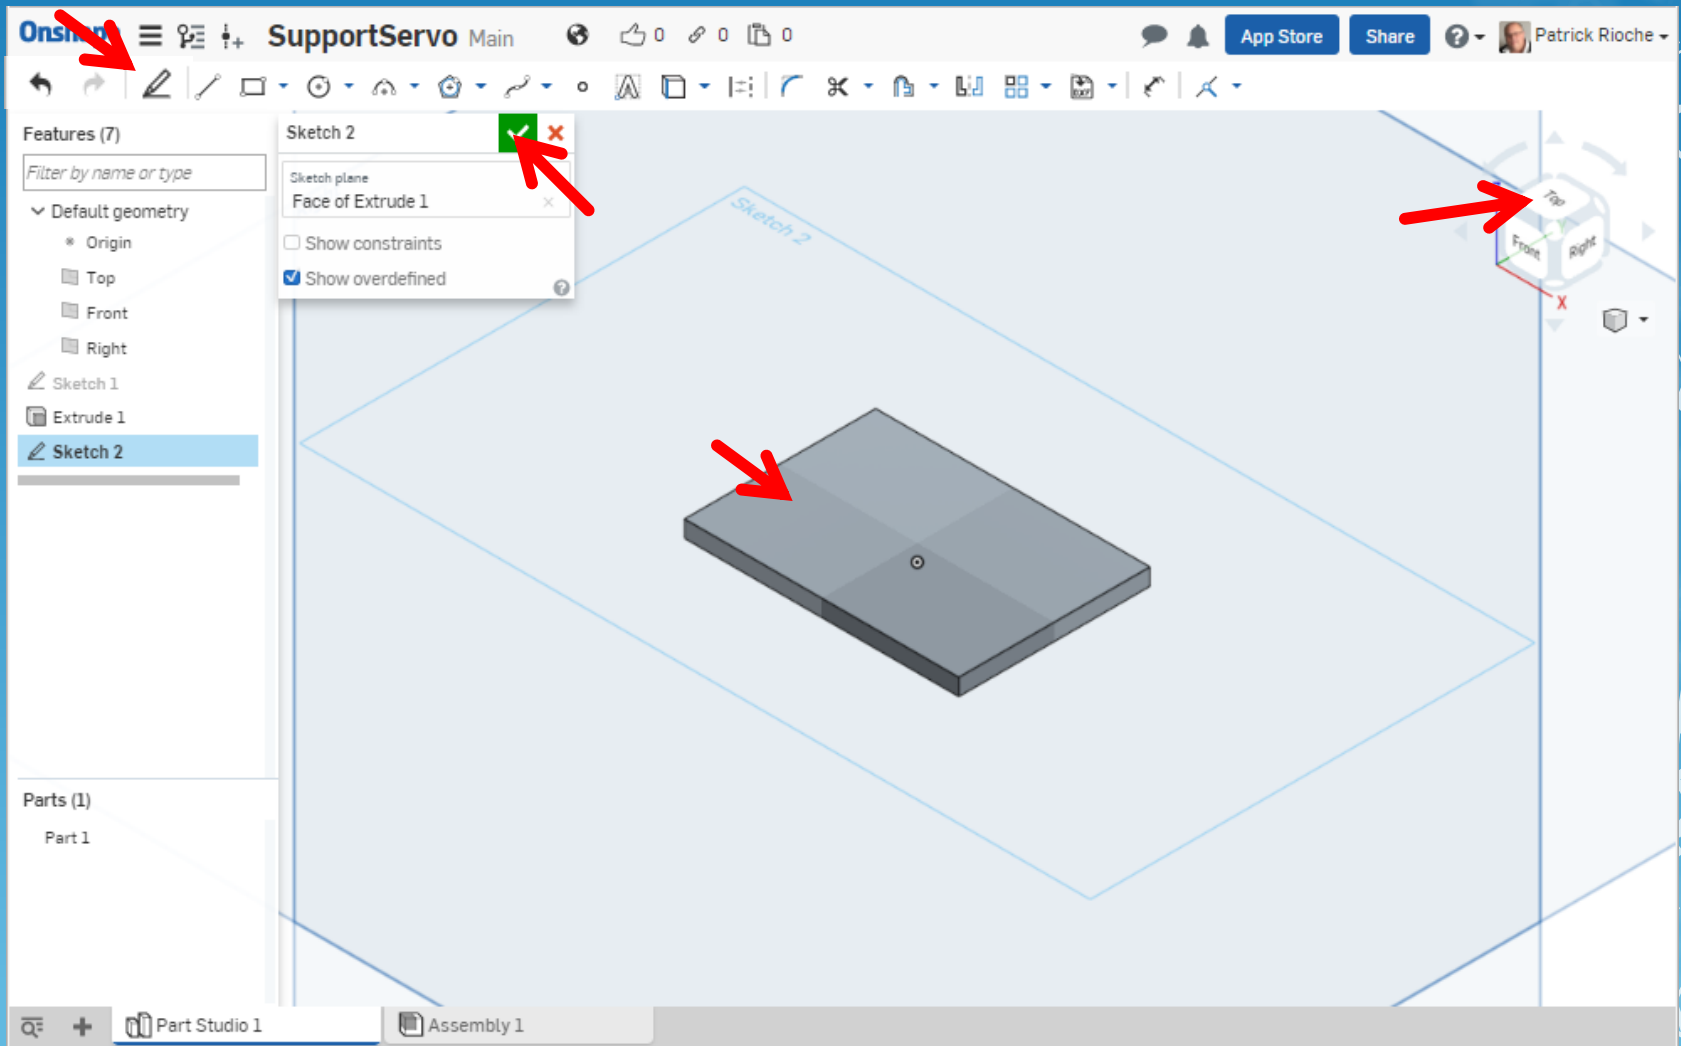 Onshape
SupportServo Main
0
0
0
App Store
Share
Patrick Rioche
Features (7)
Filter by name or type
Default geometry
Origin
Top
Front
Right
Sketch 1
Extrude 1
Sketch 2
Sketch 2
Sketch plane
Face of Extrude 1
Show constraints
Show overdefined
Sketch 2
Top
Front
Right
X
Parts (1)
Part 1
Part Studio 1
Assembly 1